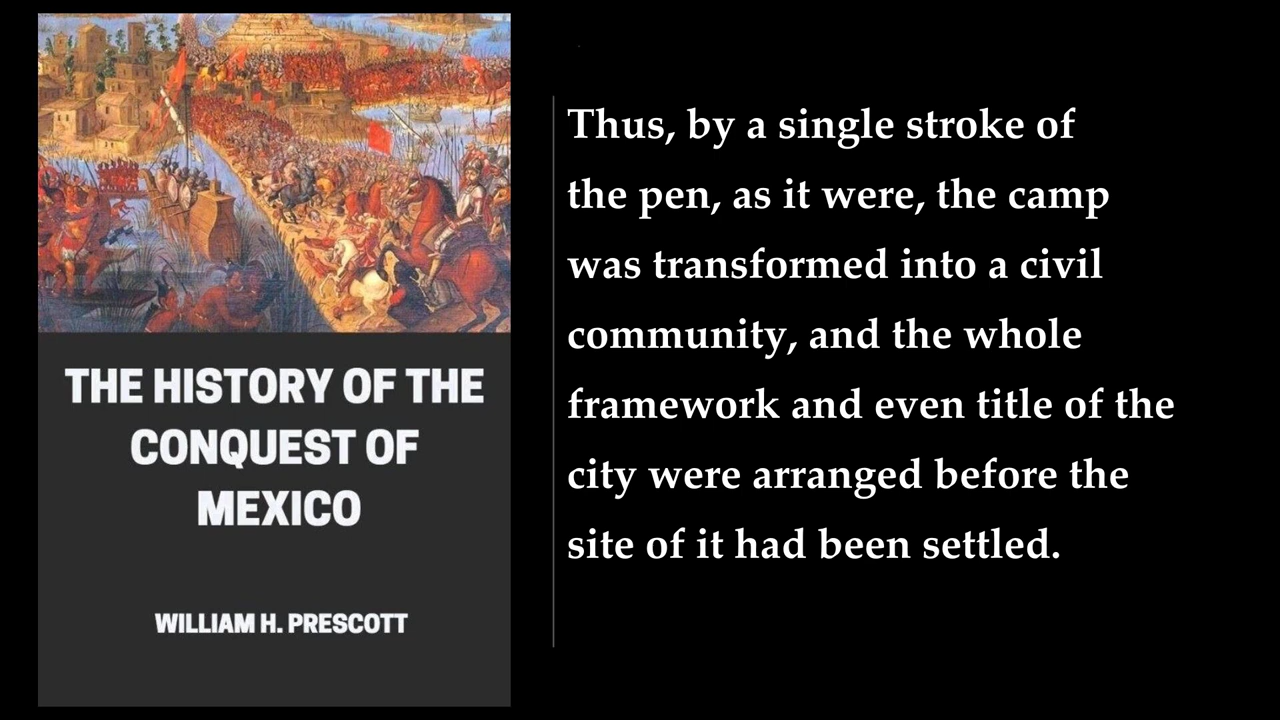 THE HISTORY OF THE
CONQUEST OF
MEXICO
WILLIAM H. PRESCOTT
Thus, by a single stroke of
the pen, as it were, the camp
was transformed into a civil
community, and the whole
framework and even title of the
city were arranged before the
site of it had been settled.